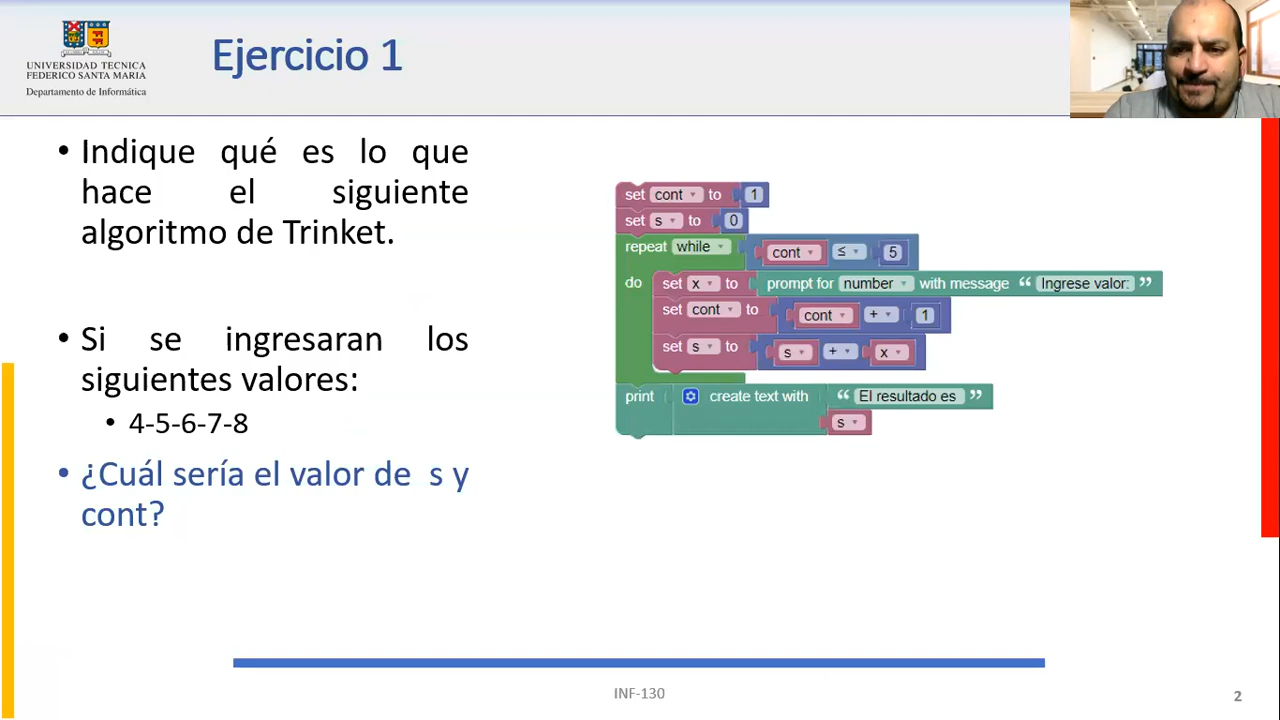 UNIVERSIDAD TECNICA
FEDERICO SANTA MARIA
Departamento de Informática
Ejercicio 1
• Indique qué es lo que
hace el siguiente
algoritmo de Trinket.
• Si se ingresaran los
siguientes valores:
• 4-5-6-7-8
• ¿Cuál sería el valor de s y
cont?
set cont to 1
set s to 0
repeat while cont ≤ 5
do set x to prompt for number with message “ Ingrese valor: ”
set cont to cont + 1
set s to s + x
print create text with “ El resultado es ”
s
INF-130
2